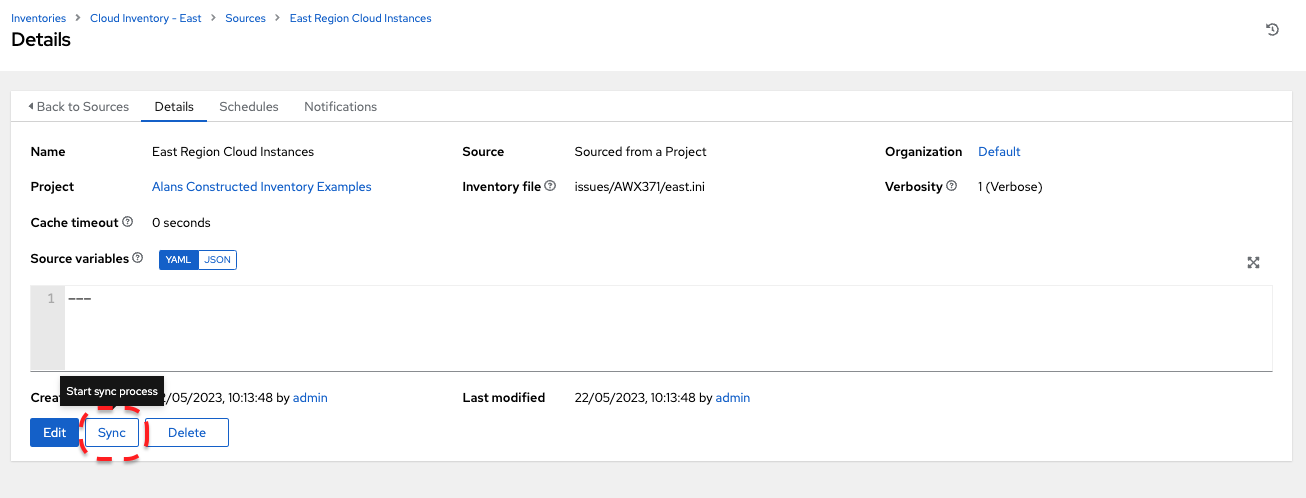 Inventories > Cloud Inventory - East > Sources > East Region Cloud Instances
Details
Back to Sources Details Schedules Notifications
Name East Region Cloud Instances Source Sourced from a Project Organization Default
Project Alans Constructed Inventory Examples Inventory file issues/AWX371/east.ini Verbosity 1 (Verbose)
Cache timeout 0 seconds
Source variables YAML JSON
1 ---
Start sync process
/05/2023, 10:13:48 by admin Last modified 22/05/2023, 10:13:48 by admin
Edit Sync Delete